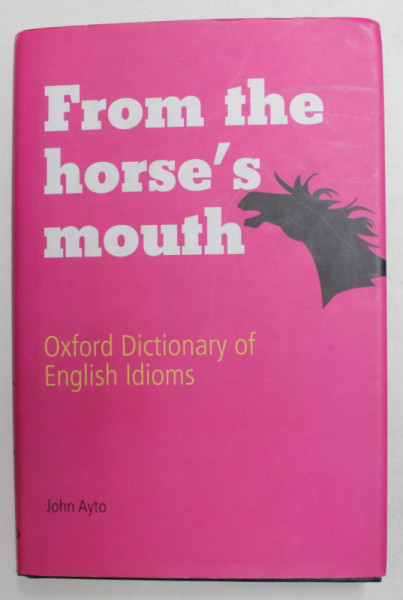 From the
horse's
mouth
Oxford Dictionary of
English Idioms
John Ayto